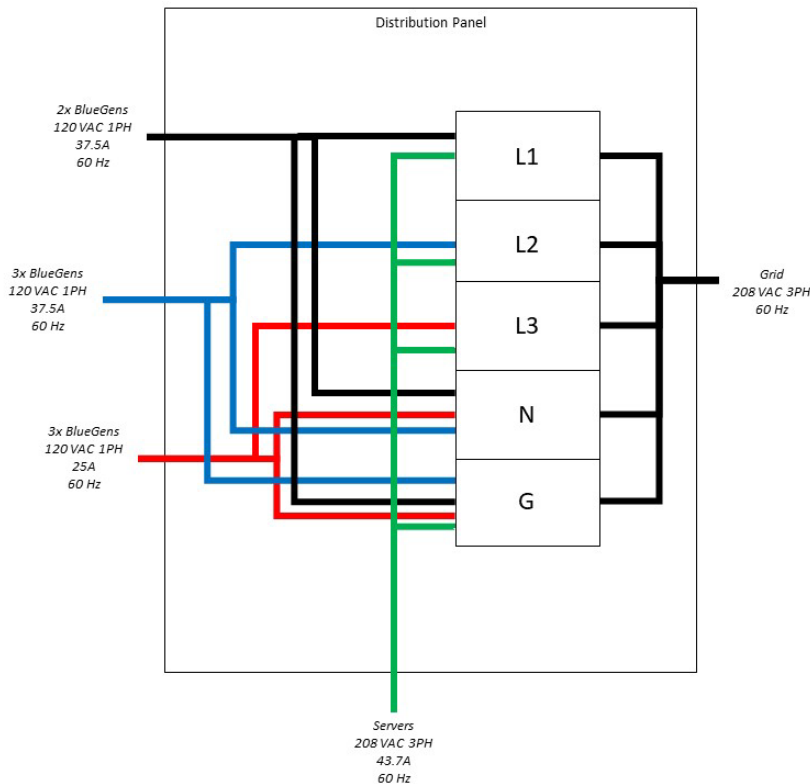 Distribution Panel
2x BlueGens
120 VAC 1PH
37.5A
60 Hz
L1
L2
3x BlueGens
120 VAC 1PH
37.5A
60 Hz
Grid
208 VAC 3PH
60 Hz
L3
N
3x BlueGens
120 VAC 1PH
25A
60 Hz
G
Servers
208 VAC 3PH
43.7A
60 Hz